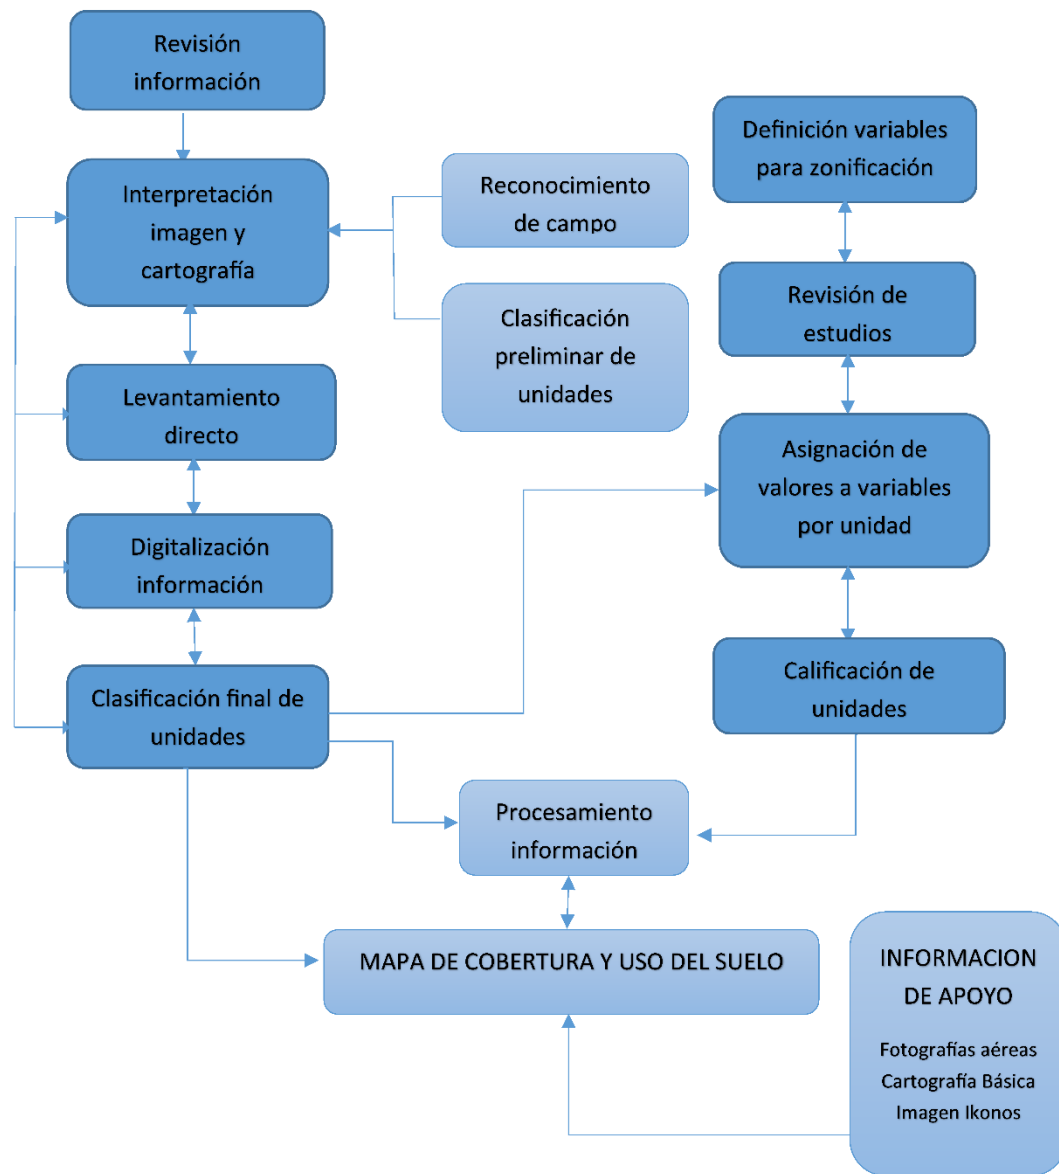 Revisión
información
Interpretación
imagen y
cartografía
Levantamiento
directo
Digitalización
información
Clasificación final de
unidades
Reconocimiento
de campo
Clasificación
preliminar de
unidades
Definición variables
para zonificación
Revisión de
estudios
Asignación de
valores a variables
por unidad
Calificación de
unidades
Procesamiento
información
MAPA DE COBERTURA Y USO DEL SUELO
INFORMACION
DE APOYO
Fotografías aéreas
Cartografía Básica
Imagen Ikonos